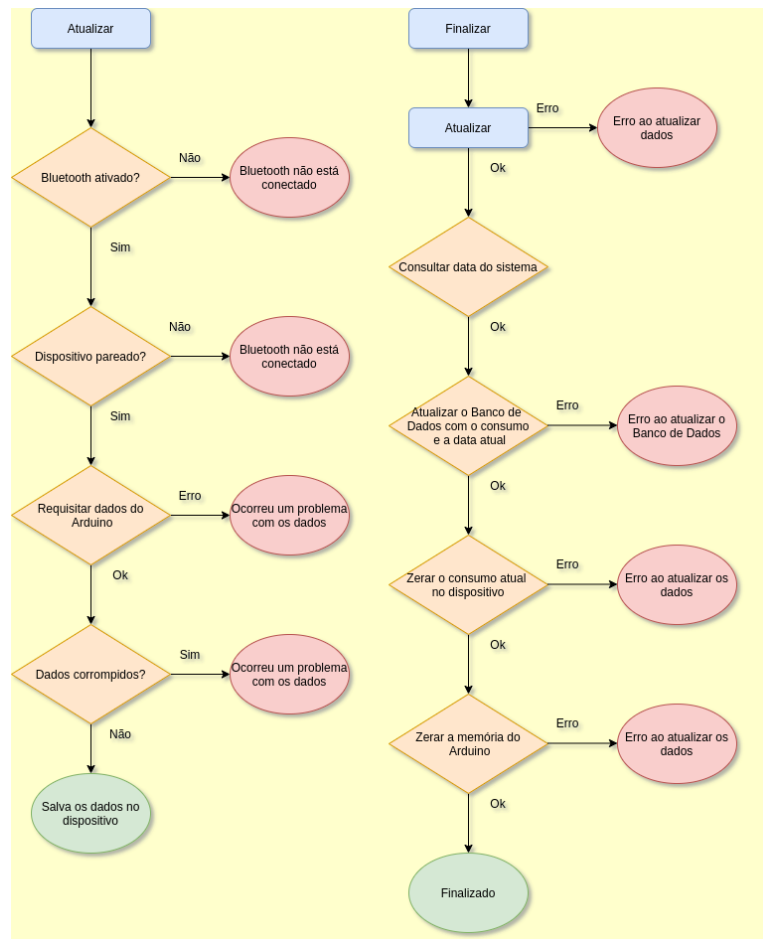 Atualizar
Bluetooth ativado?
Não
Bluetooth não está
conectado
Sim
Dispositivo pareado?
Não
Bluetooth não está
conectado
Sim
Requisitar dados do
Arduino
Erro
Ocorreu um problema
com os dados
Ok
Dados corrompidos?
Sim
Ocorreu um problema
com os dados
Não
Salva os dados no
dispositivo
Finalizar
Atualizar
Erro
Erro ao atualizar
dados
Ok
Consultar data do sistema
Ok
Atualizar o Banco de
Dados com o consumo
e a data atual
Erro
Erro ao atualizar o
Banco de Dados
Ok
Zerar o consumo atual
no dispositivo
Erro
Erro ao atualizar os
dados
Ok
Zerar a memória do
Arduino
Erro
Erro ao atualizar os
dados
Ok
Finalizado